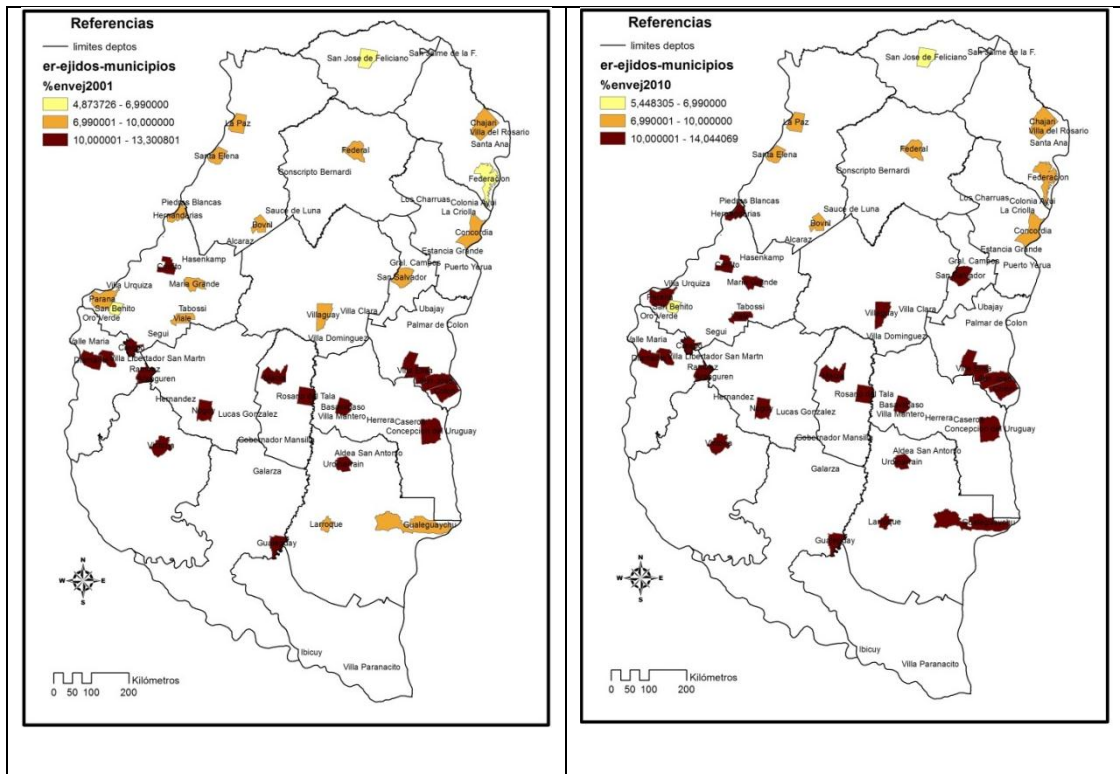 Referencias
limites deptos
er-ejidos-municipios
%envej2001
4,873726 - 6,990000
6,990001 - 10,000000
10,000001 - 13,300801
San Jaime de la F.
San Jose de Feliciano
La Paz
Chajari
Villa del Rosario
Santa Ana
Federal
Santa Elena
Conscripto Bernardi
Federacion
Los Charruas
Colonia Ayui
La Criolla
Piedras Blancas
Hernandarias
Sauce de Luna
Bovril
Concordia
Alcaraz
Estancia Grande
Hasenkamp
Gral. Campos
Puerto Yerua
Cerrito
San Salvador
Villa Urquiza
Maria Grande
Parana
San Benito
Oro Verde
Tabossi
Viale
Villaguay
Villa Clara
Ubajay
Palmar de Colon
Segui
Villa Dominguez
Valle Maria
Villa Libertador San Martn
Hernandez
Rosario del Tala
Nogoya
Lucas Gonzalez
Villa Mantero
Herrera
Caseros
Concepcion del Uruguay
Gobernador Mansilla
Aldea San Antonio
Urdinarrain
Galarza
Larroque
Gualeguaychu
Gualeguay
N
W
E
S
Ibicuy
Villa Paranacito
Kilómetros
0 50 100 200
Referencias
limites deptos
er-ejidos-municipios
%envej2010
5,448305 - 6,990000
6,990001 - 10,000000
10,000001 - 14,044069
San Jaime de la F.
San Jose de Feliciano
La Paz
Chajari
Villa del Rosario
Santa Ana
Federal
Santa Elena
Conscripto Bernardi
Federacion
Los Charruas
Colonia Ayui
La Criolla
Piedras Blancas
Hernandarias
Sauce de Luna
Bovril
Concordia
Alcaraz
Estancia Grande
Hasenkamp
Gral. Campos
Puerto Yerua
Cerrito
San Salvador
Villa Urquiza
Maria Grande
Parana
San Benito
Oro Verde
Tabossi
Villaguay
Villa Clara
Ubajay
Palmar de Colon
Segui
Villa Dominguez
Valle Maria
Villa Libertador San Martn
Hernandez
Rosario del Tala
Nogoya
Lucas Gonzalez
Villa Mantero
Herrera
Caseros
Concepcion del Uruguay
Gobernador Mansilla
Aldea San Antonio
Urdinarrain
Galarza
Larroque
Gualeguaychu
Gualeguay
N
W
E
S
Ibicuy
Villa Paranacito
Kilómetros
0 50 100 200